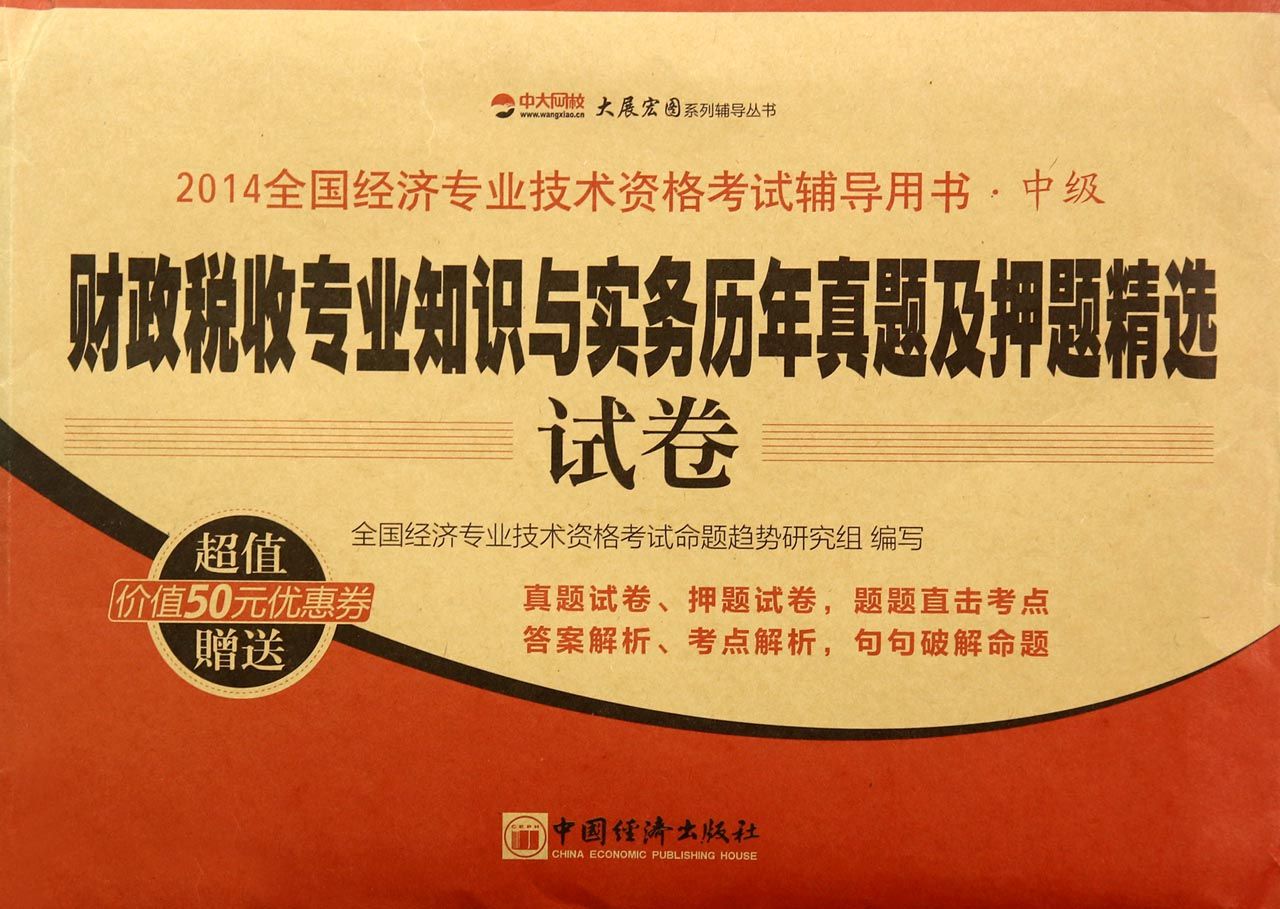 中大网校 大展宏图系列辅导丛书
www.wangxiao.cn
2014全国经济专业技术资格考试辅导用书·中级
财政税收专业知识与实务历年真题及押题精选
试卷
全国经济专业技术资格考试命题趋势研究组 编写
超值
价值50元优惠券
赠送
真题试卷、押题试卷，题题直击考点
答案解析、考点解析，句句破解命题
CEPH
中国经济出版社
CHINA ECONOMIC PUBLISHING HOUSE